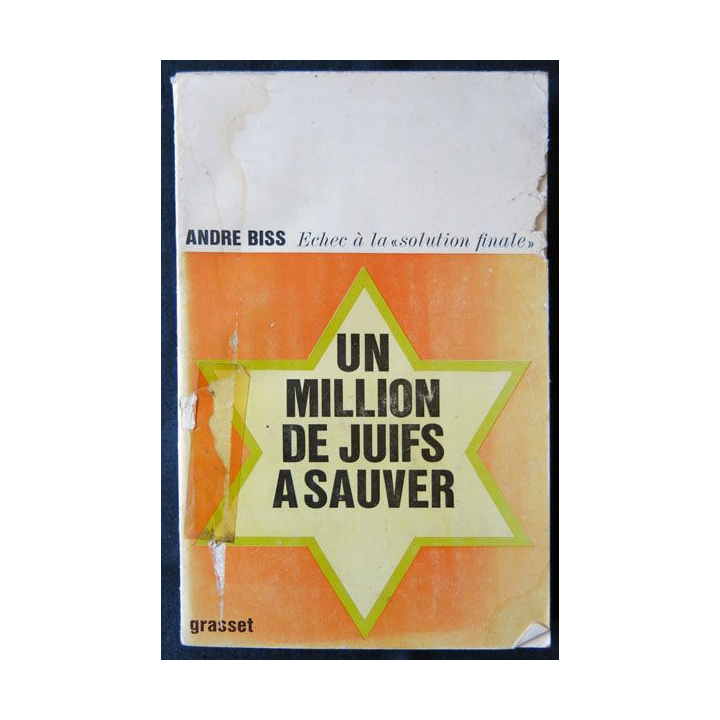 ANDRE BISS Echec à la «solution finale»
UN
MILLION
DE JUIFS
A SAUVER
grasset